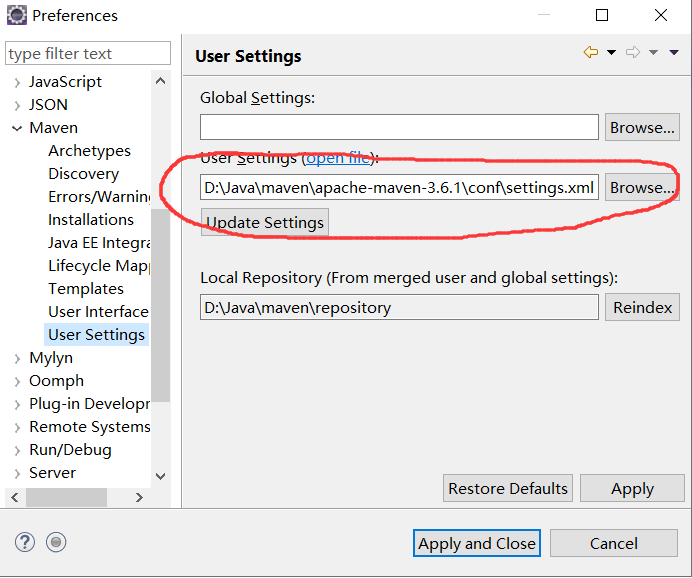 Preferences
type filter text
JavaScript
JSON
Maven
Archetypes
Discovery
Errors/Warning
Installations
Java EE Integra
Lifecycle Mapp
Templates
User Interface
User Settings
Mylyn
Oomph
Plug-in Developm
Remote Systems
Run/Debug
Server
User Settings
Global Settings:
Browse...
User Settings (open file):
D:\Java\maven\apache-maven-3.6.1\conf\settings.xml
Browse...
Update Settings
Local Repository (From merged user and global settings):
D:\Java\maven\repository
Reindex
Restore Defaults
Apply
?
Apply and Close
Cancel